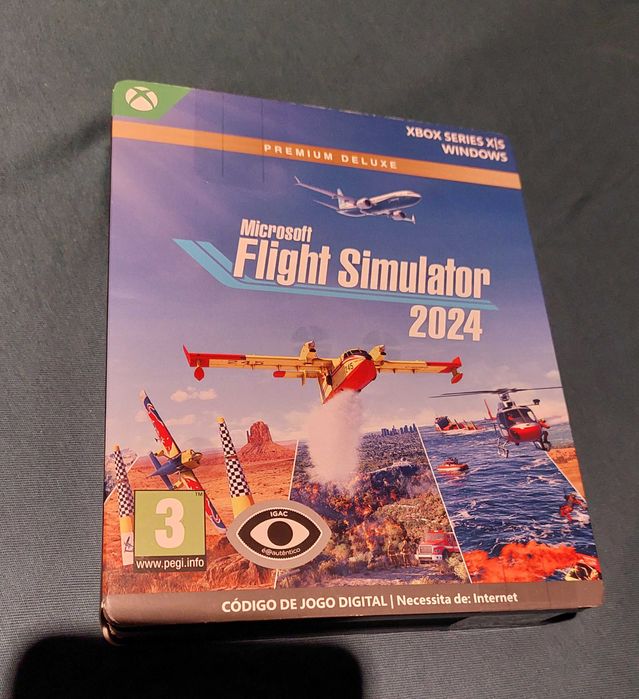 XBOX SERIES X|S
WINDOWS
PREMIUM DELUXE
Microsoft
Flight Simulator
2024
3
™
www.pegi.info
IGAC
é@autêntico
CÓDIGO DE JOGO DIGITAL | Necessita de: Internet